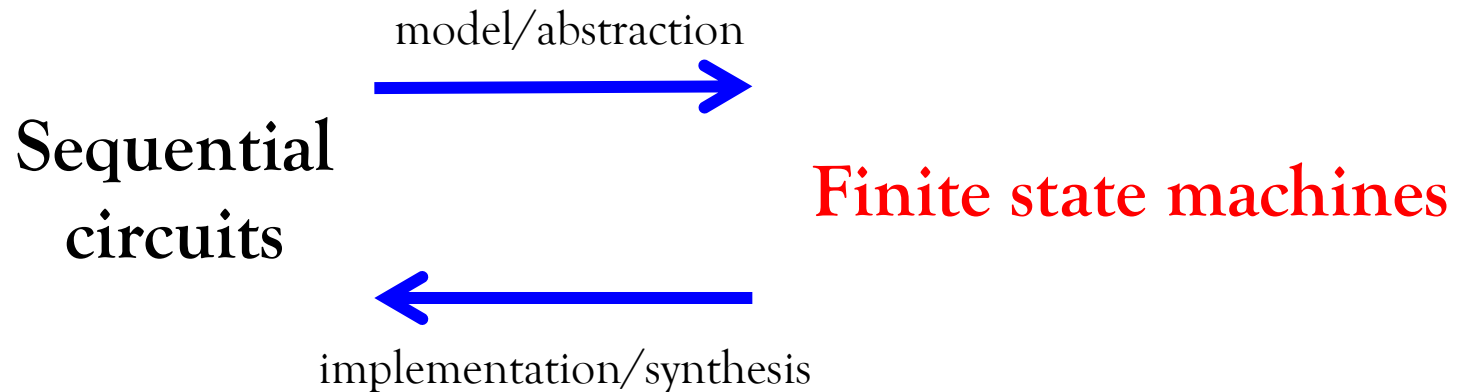 model/abstraction
Sequential
circuits
Finite state machines
implementation/synthesis